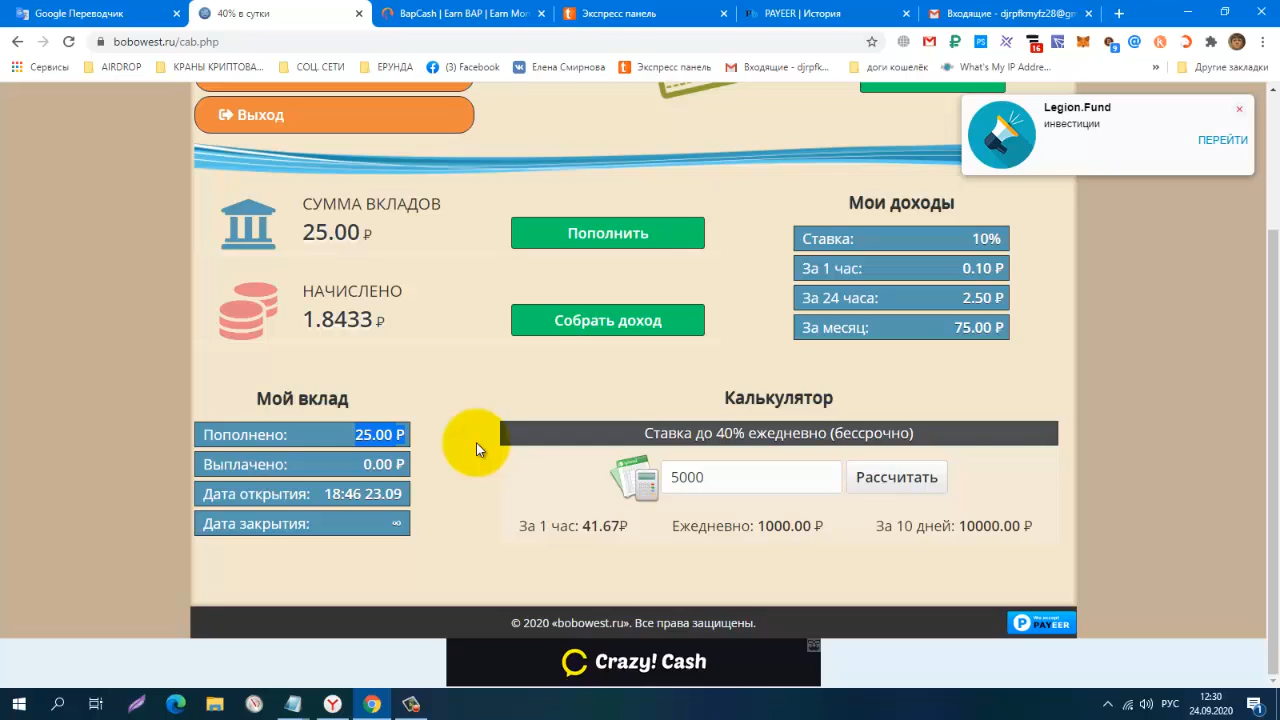 Google Переводчик
40% в сутки
BapCash | Earn BAP | Earn Mon
Экспресс панель
PAYEER | История
Входящие - djrpfkmyfz28@gm
bobowest.ru/cab.php
16
9
Сервисы
AIRDROP
КРАНЫ КРИПТОВА...
СОЦ. СЕТИ
ЕРУНДА
(3) Facebook
Елена Смирнова
Экспресс панель
Входящие - djrpfk...
доги кошелёк
What's My IP Addre...
»
Другие закладки
Выход
Legion.Fund
инвестиции
ПЕРЕЙТИ
СУММА ВКЛАДОВ
25.00 ₽
Пополнить
НАЧИСЛЕНО
1.8433 ₽
Собрать доход
Мои доходы
Ставка: 10%
За 1 час: 0.10 ₽
За 24 часа: 2.50 ₽
За месяц: 75.00 ₽
Мой вклад
Пополнено: 25.00 ₽
Выплачено: 0.00 ₽
Дата открытия: 18:46 23.09
Дата закрытия: ∞
Калькулятор
Ставка до 40% ежедневно (бессрочно)
5000
Рассчитать
За 1 час: 41.67₽
Ежедневно: 1000.00 ₽
За 10 дней: 10000.00 ₽
© 2020 «bobowest.ru». Все права защищены.
We accept
PAYEER
Crazy! Cash
РУС
12:30
24.09.2020
1